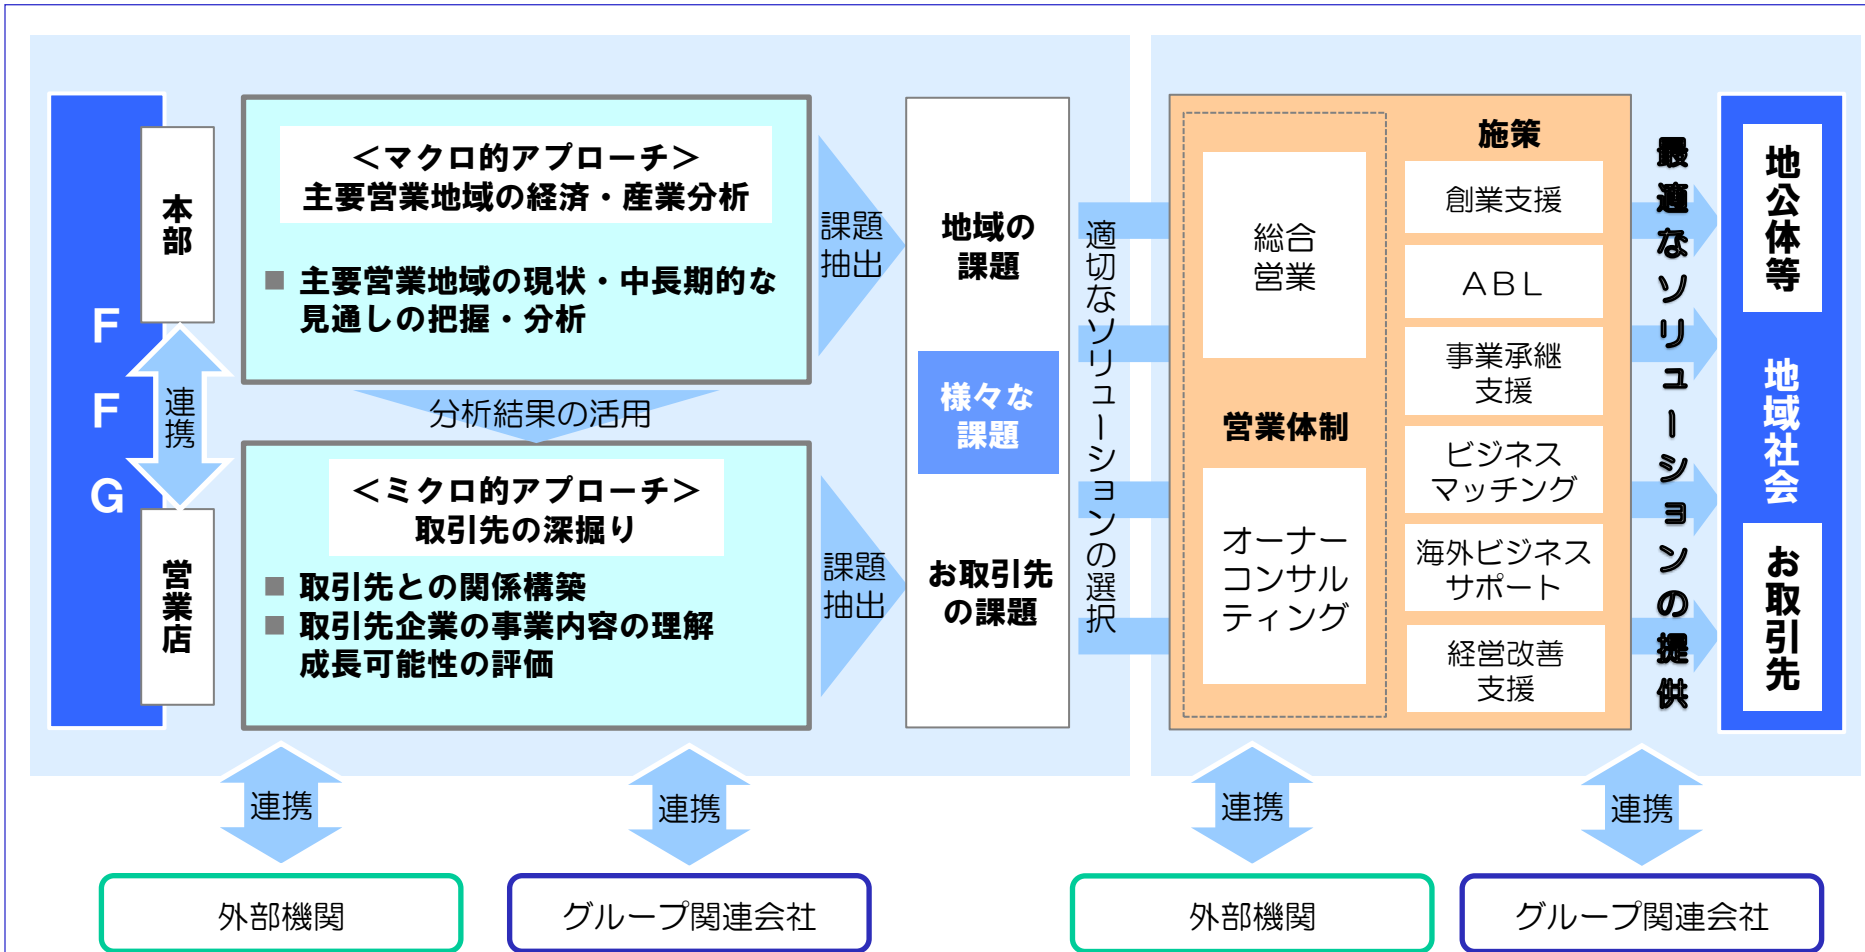 FFG
本部
連携
営業店
＜マクロ的アプローチ＞
主要営業地域の経済・産業分析
■ 主要営業地域の現状・中長期的な
見通しの把握・分析
分析結果の活用
＜ミクロ的アプローチ＞
取引先の深掘り
■ 取引先との関係構築
■ 取引先企業の事業内容の理解
成長可能性の評価
課題
抽出
課題
抽出
地域の
課題
様々な
課題
お取引先
の課題
適切なソリューションの選択
総合
営業
営業体制
オーナー
コンサル
ティング
施策
創業支援
ＡＢＬ
事業承継
支援
ビジネス
マッチング
海外ビジネス
サポート
経営改善
支援
最適なソリューションの提供
地公体等
地域社会
お取引先
連携
連携
連携
連携
外部機関
グループ関連会社
外部機関
グループ関連会社